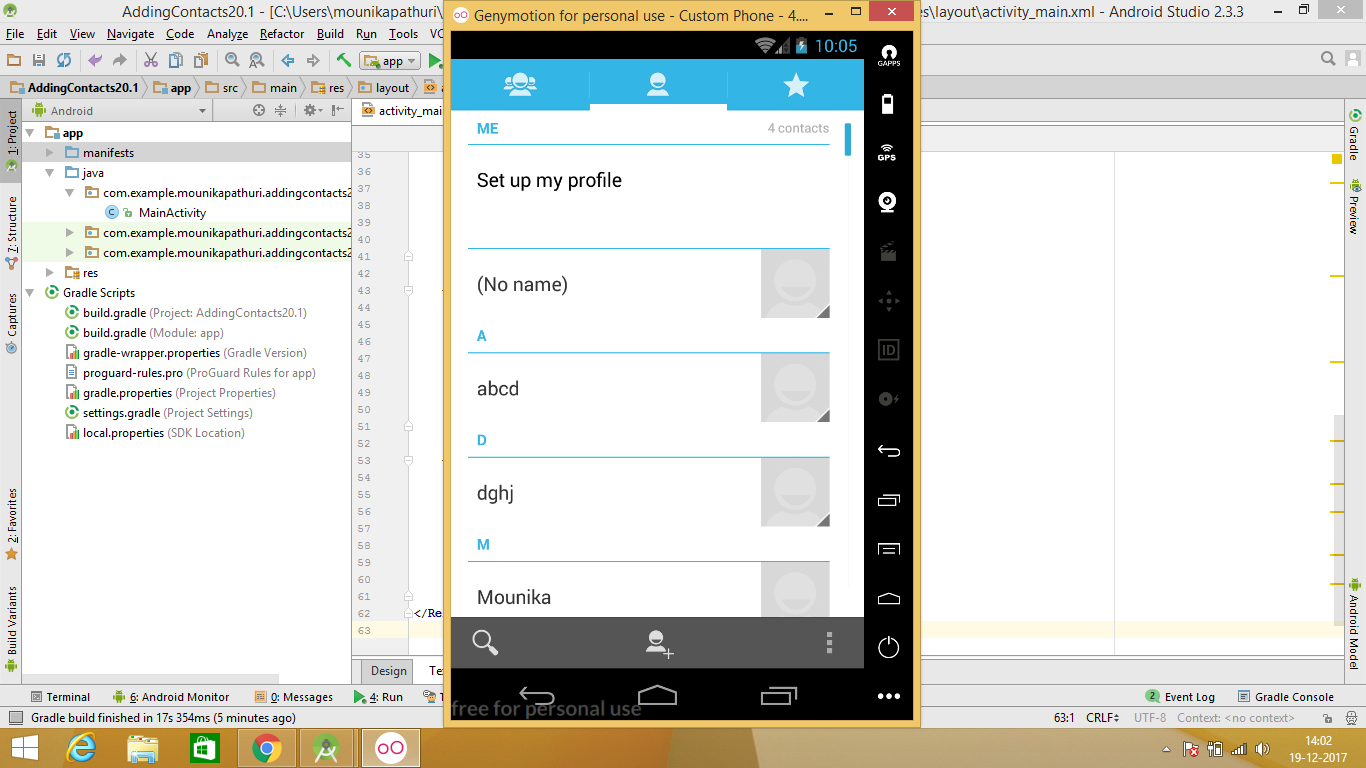 AddingContacts20.1 - [C:\Users\mounikapathuri\
Genymotion for personal use - Custom Phone - 4....
es\layout\activity_main.xml - Android Studio 2.3.3
File Edit View Navigate Code Analyze Refactor Build Run Tools VC
app
AddingContacts20.1 app src main res layout a
1: Project
7: Structure
Captures
2: Favorites
Build Variants
Android
app
manifests
java
com.example.mounikapathuri.addingcontacts2
MainActivity
com.example.mounikapathuri.addingcontacts2
com.example.mounikapathuri.addingcontacts2
res
Gradle Scripts
build.gradle (Project: AddingContacts20.1)
build.gradle (Module: app)
gradle-wrapper.properties (Gradle Version)
proguard-rules.pro (ProGuard Rules for app)
gradle.properties (Project Properties)
settings.gradle (Project Settings)
local.properties (SDK Location)
activity_ma
35
36
37
38
39
40
41
42
43
44
45
46
47
48
49
50
51
52
53
54
55
56
57
58
59
60
61
62 </Re
63
Design Te
10:05
ME 4 contacts
Set up my profile
(No name)
A
abcd
D
dghj
M
Mounika
free for personal use
GAPPS
GPS
ID
Gradle
Preview
Android Model
Terminal 6: Android Monitor 0: Messages 4: Run T
2 Event Log Gradle Console
Gradle build finished in 17s 354ms (5 minutes ago)
63:1 CRLF UTF-8 Context: <no context>
14:02
19-12-2017